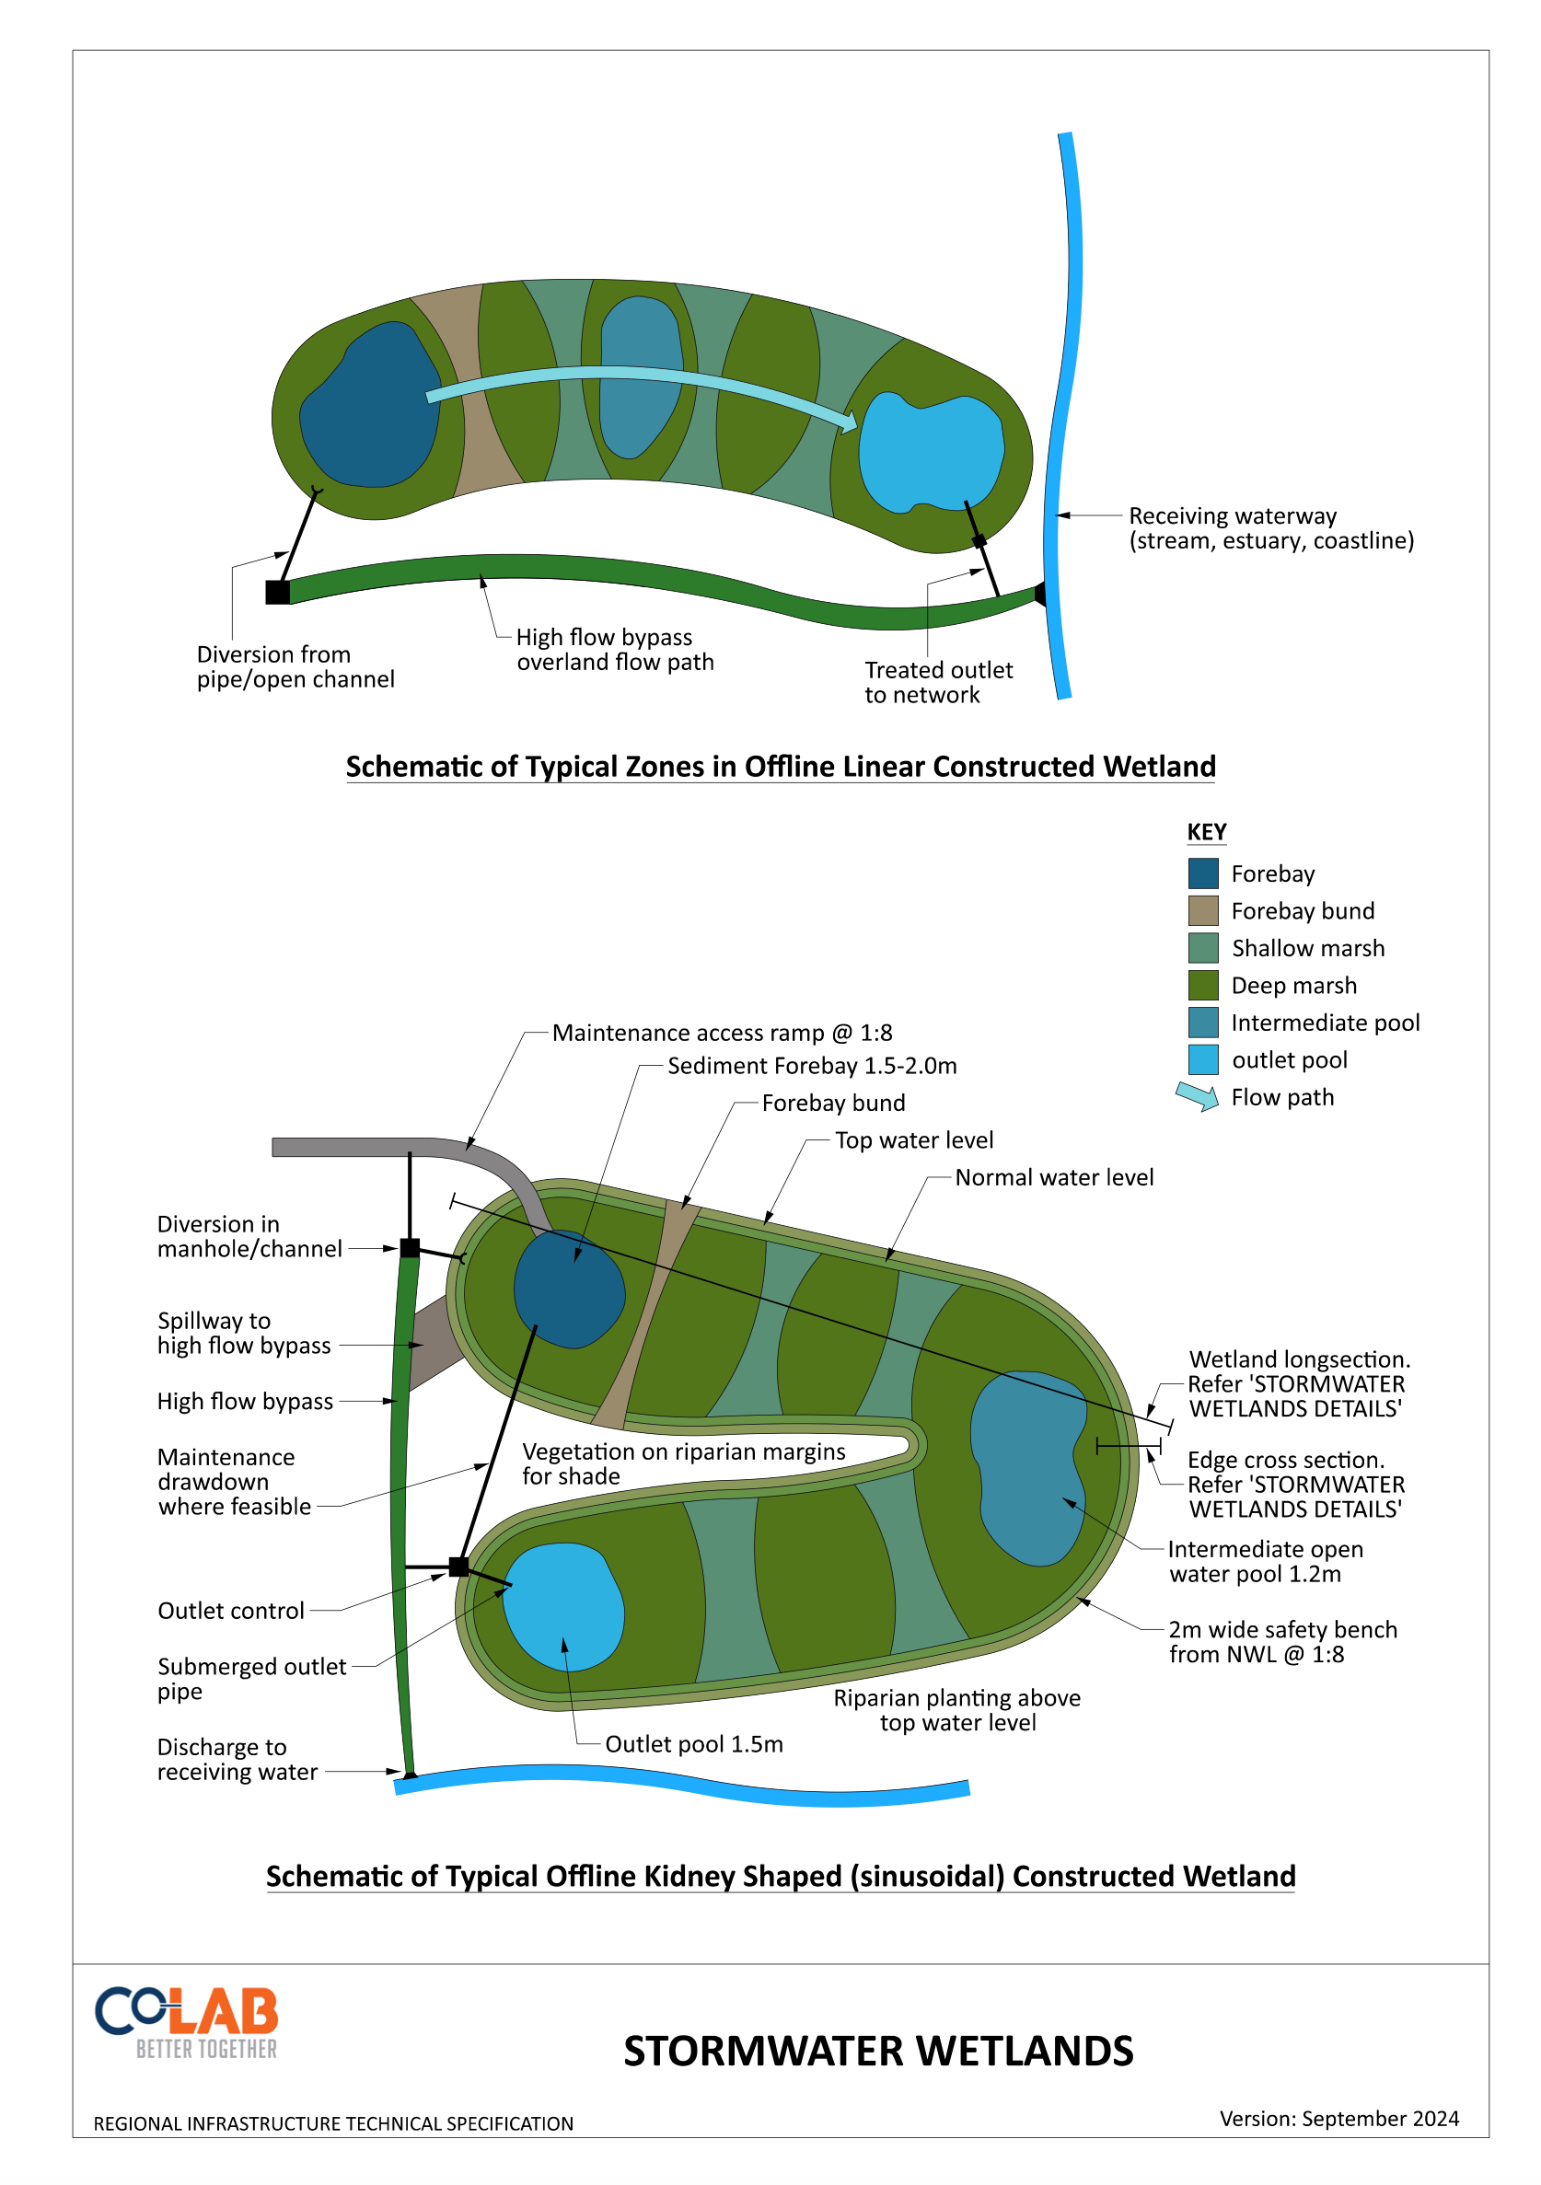 Receiving waterway
(stream, estuary, coastline)
Diversion from
pipe/open channel
High flow bypass
overland flow path
Treated outlet
to network
Schematic of Typical Zones in Offline Linear Constructed Wetland
KEY
Forebay
Forebay bund
Shallow marsh
Deep marsh
Intermediate pool
outlet pool
Flow path
Maintenance access ramp @ 1:8
Sediment Forebay 1.5-2.0m
Forebay bund
Top water level
Normal water level
Diversion in
manhole/channel
Spillway to
high flow bypass
High flow bypass
Maintenance
drawdown
where feasible
Outlet control
Submerged outlet
pipe
Discharge to
receiving water
Vegetation on riparian margins
for shade
Wetland longsection.
Refer 'STORMWATER
WETLANDS DETAILS'
Edge cross section.
Refer 'STORMWATER
WETLANDS DETAILS'
Intermediate open
water pool 1.2m
2m wide safety bench
from NWL @ 1:8
Riparian planting above
top water level
Outlet pool 1.5m
Schematic of Typical Offline Kidney Shaped (sinusoidal) Constructed Wetland
COLAB
BETTER TOGETHER
STORMWATER WETLANDS
REGIONAL INFRASTRUCTURE TECHNICAL SPECIFICATION
Version: September 2024